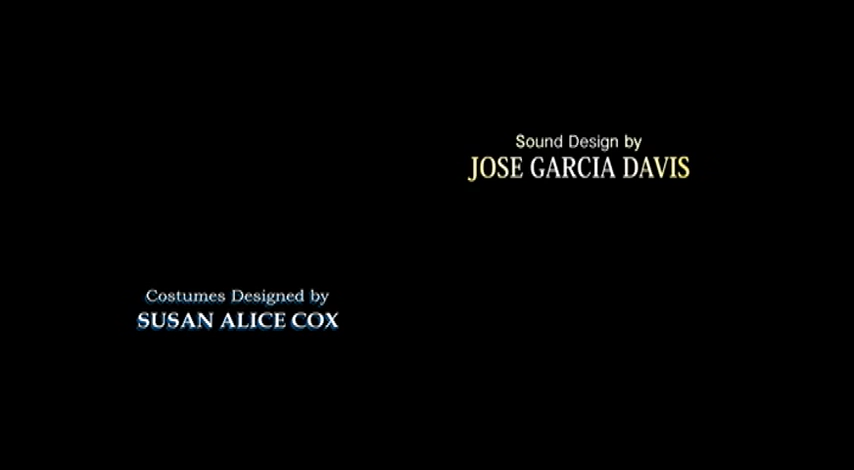 Sound Design by
JOSE GARCIA DAVIS
Costumes Designed by
SUSAN ALICE COX